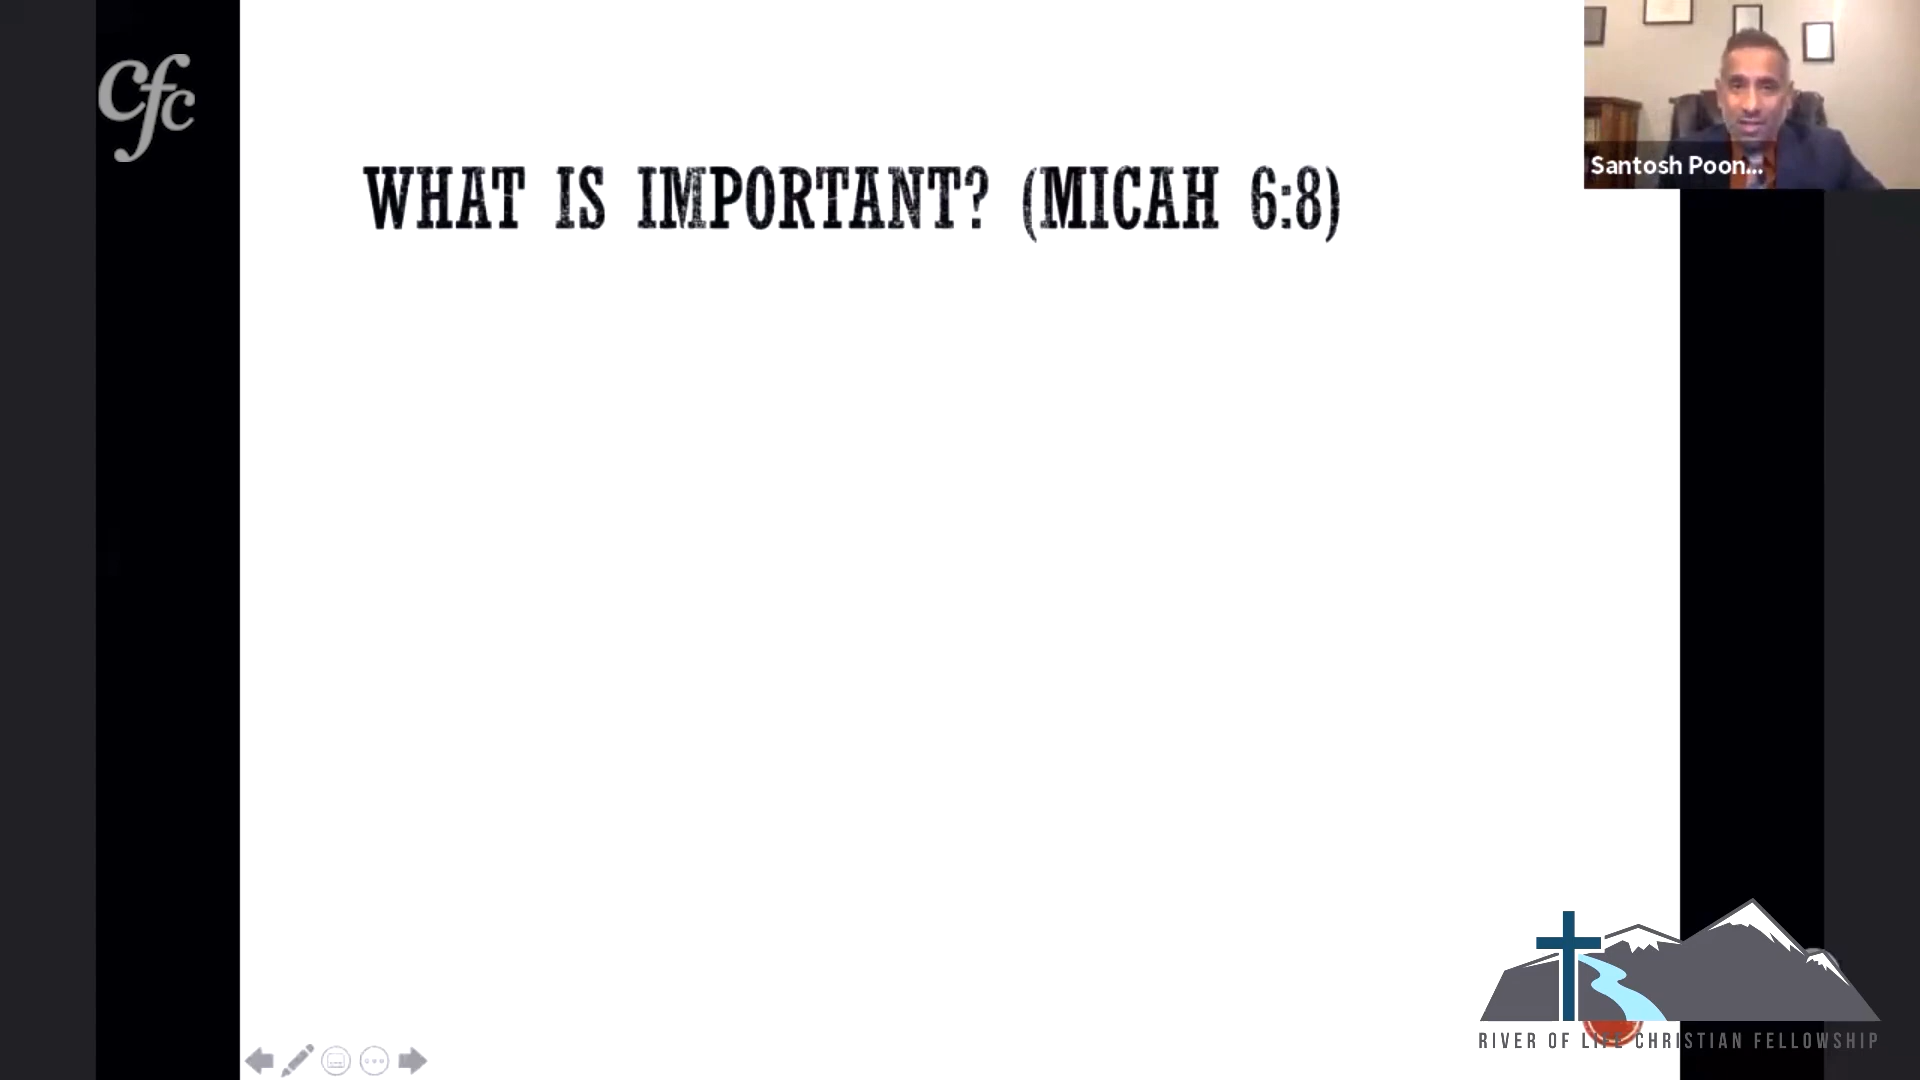 cfc
WHAT IS IMPORTANT? (MICAH 6:8)
Santosh Poon...
RIVER OF LIFE CHRISTIAN FELLOWSHIP